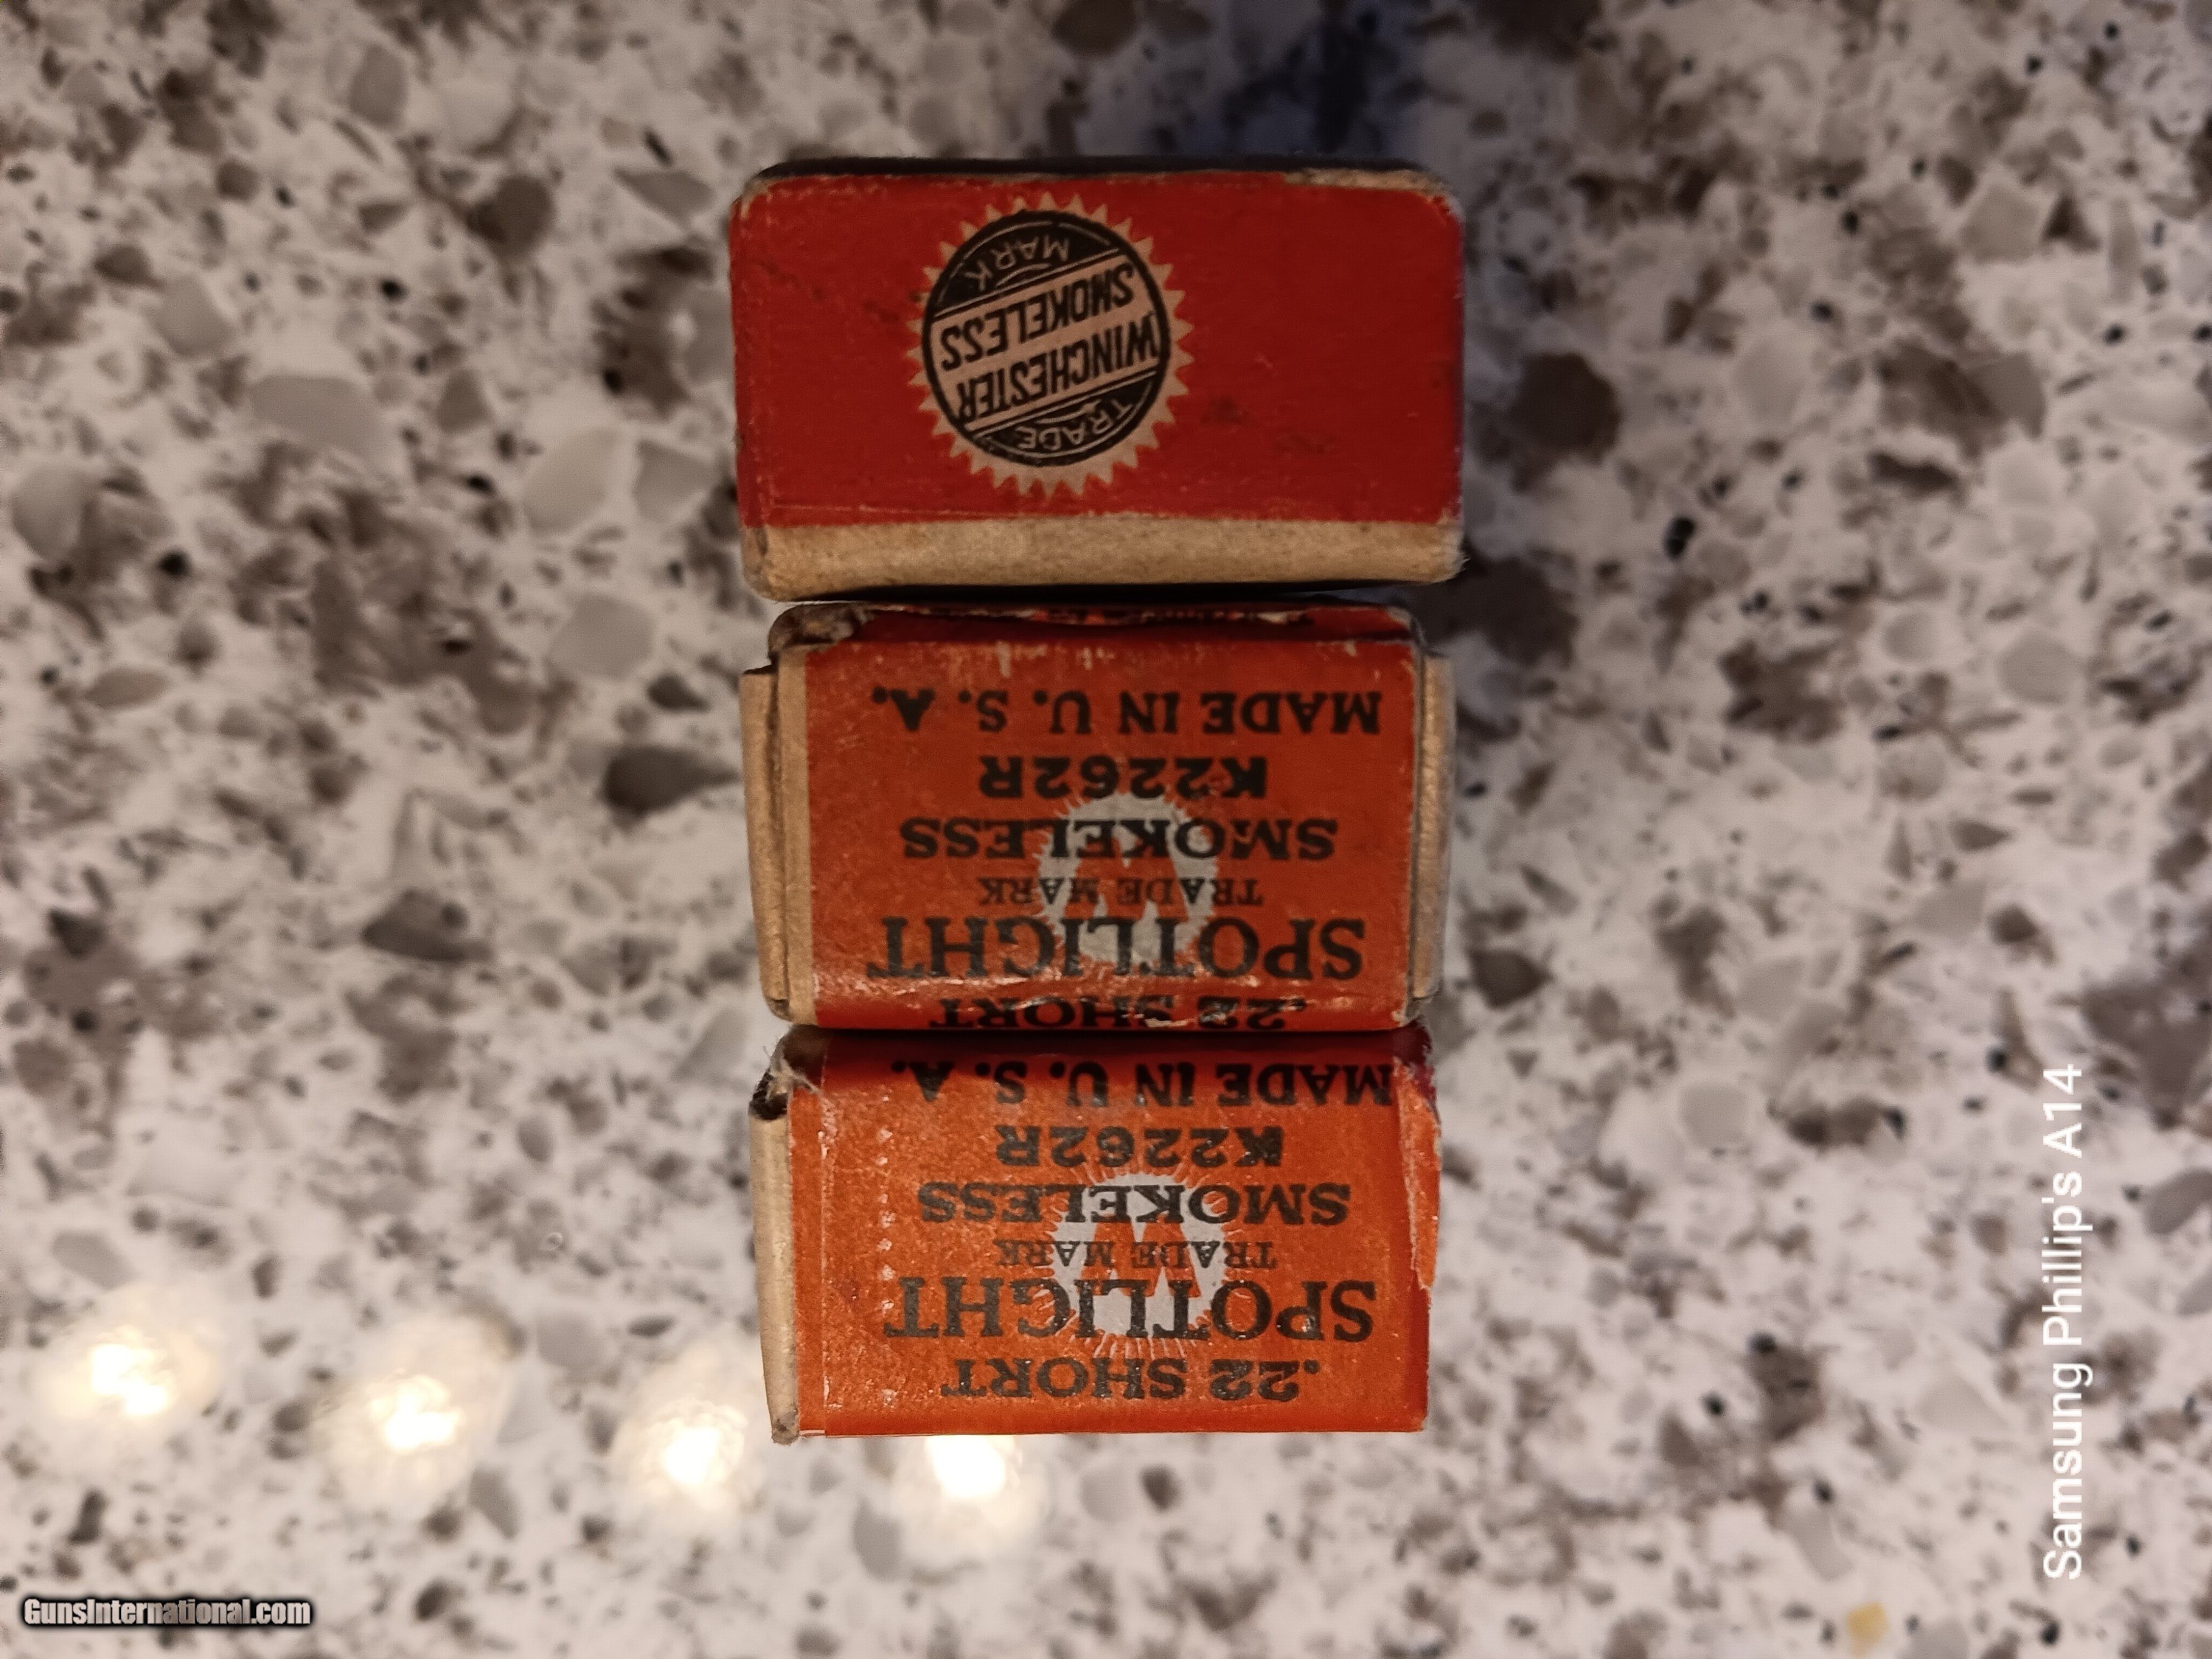 TRADE
WINCHESTER
SMOKELESS
MARK
MADE IN U. S. A.
K2262R
SMOKELESS
TRADE MARK
SPOTLIGHT
.22 SHORT
W
MADE IN U. S. A.
K2262R
SMOKELESS
TRADE MARK
SPOTLIGHT
.22 SHORT
W
Samsung Phillip's A14
GunsInternational.com